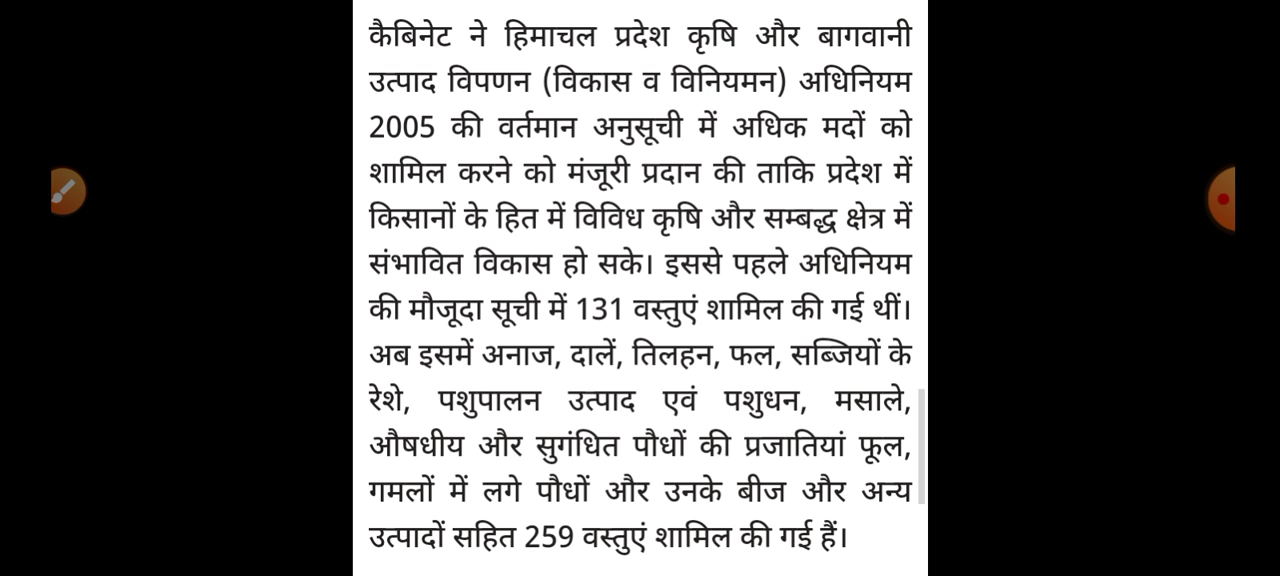 कैबिनेट ने हिमाचल प्रदेश कृषि और बागवानी
उत्पाद विपणन (विकास व विनियमन) अधिनियम
2005 की वर्तमान अनुसूची में अधिक मदों को
शामिल करने को मंजूरी प्रदान की ताकि प्रदेश में
किसानों के हित में विविध कृषि और सम्बद्ध क्षेत्र में
संभावित विकास हो सके। इससे पहले अधिनियम
की मौजूदा सूची में 131 वस्तुएं शामिल की गई थीं।
अब इसमें अनाज, दालें, तिलहन, फल, सब्जियों के
रेशे, पशुपालन उत्पाद एवं पशुधन, मसाले,
औषधीय और सुगंधित पौधों की प्रजातियां फूल,
गमलों में लगे पौधों और उनके बीज और अन्य
उत्पादों सहित 259 वस्तुएं शामिल की गई हैं।